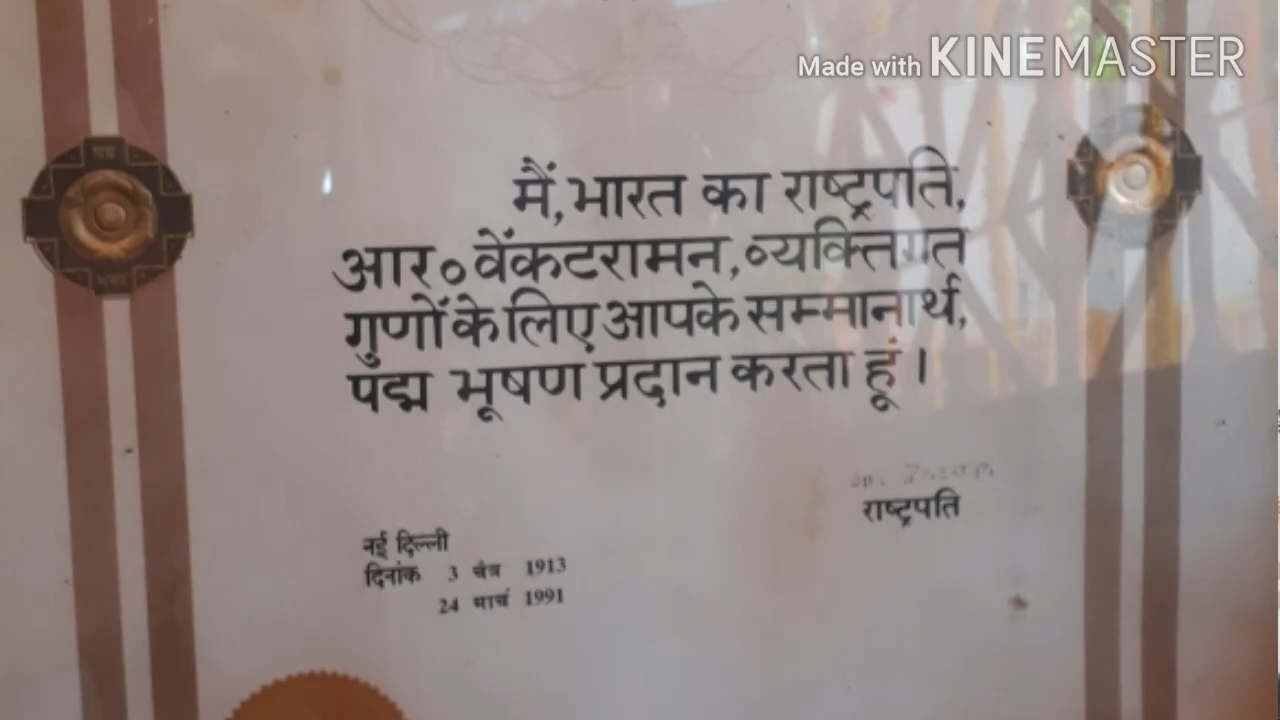 Made with KINEMASTER
मैं, भारत का राष्ट्रपति,
आर० वेंकटरामन, व्यक्तिगत
गुणों के लिए आपके सम्मानार्थ,
पद्म भूषण प्रदान करता हूं ।
राष्ट्रपति
नई दिल्ली
दिनांक 3 चैत्र 1913
24 मार्च 1991